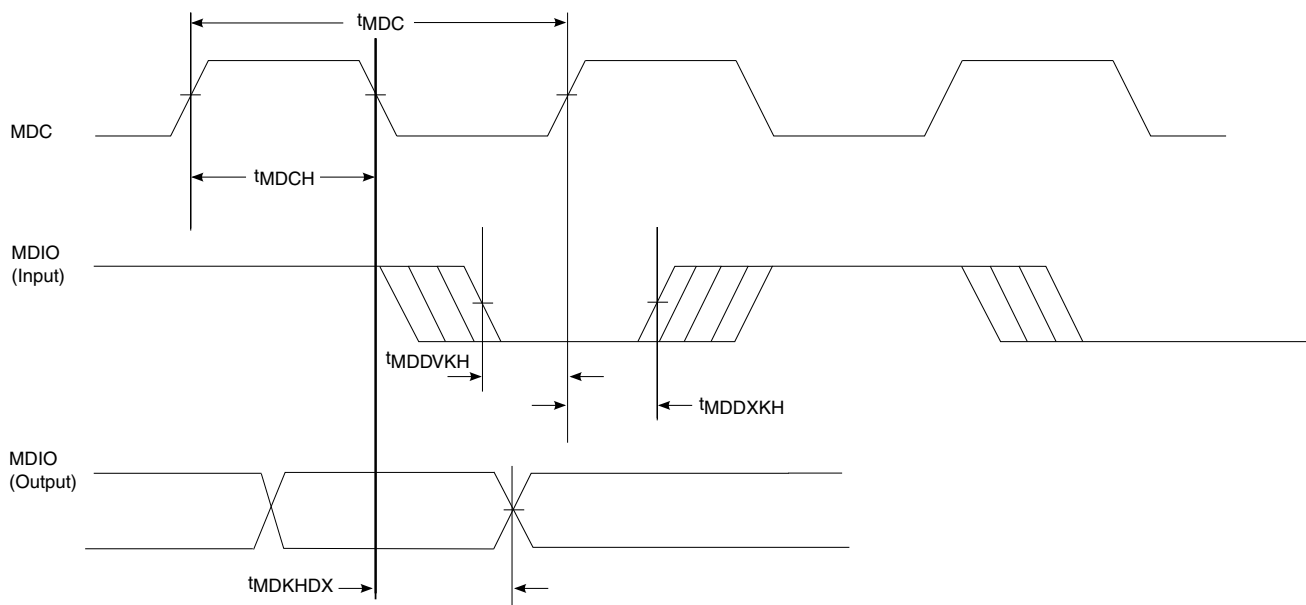 tMDC
MDC
tMDCH
MDIO
(Input)
tMDDVKH
tMDDXKH
MDIO
(Output)
tMDKHDX